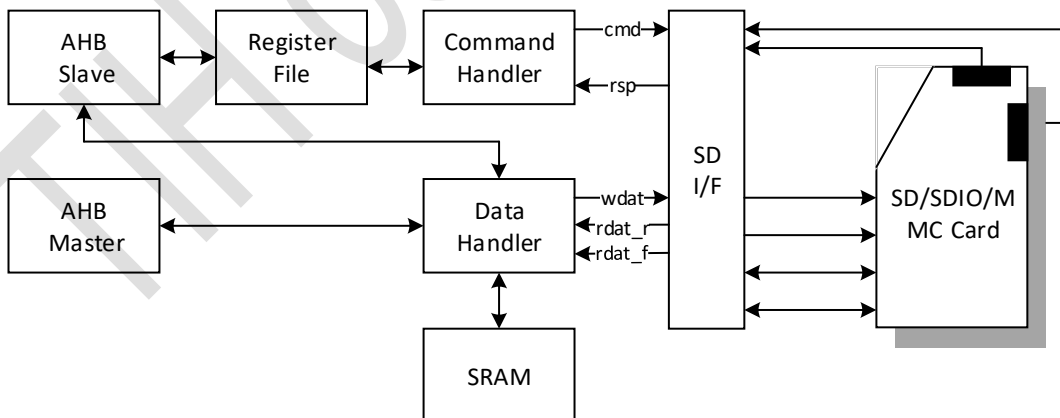 AHB
Slave
Register
File
Command
Handler
cmd
rsp
SD
I/F
AHB
Master
Data
Handler
wdat
rdat_r
rdat_f
SD/SDIO/M
MC Card
SRAM